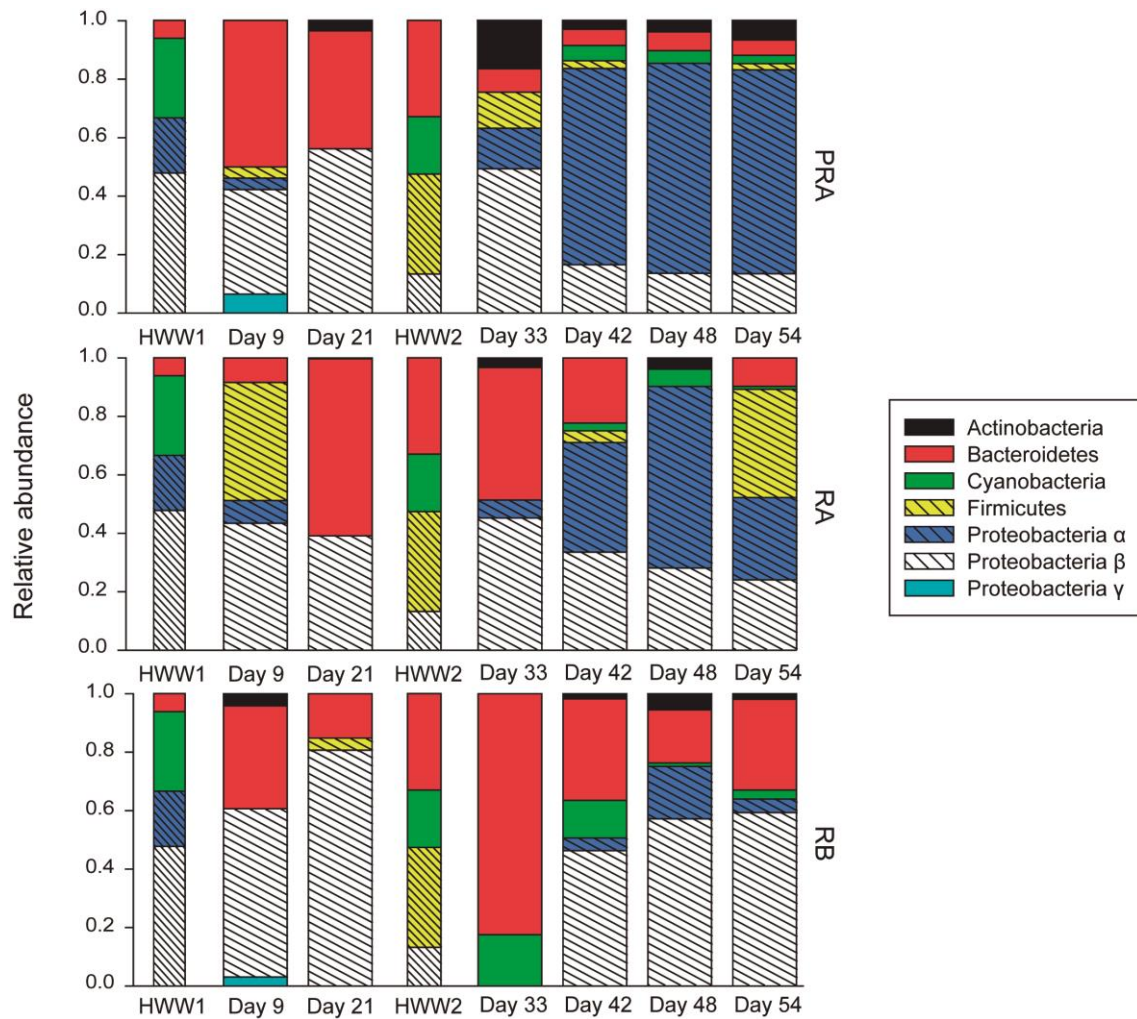 1.0
0.8
0.6
0.4
0.2
0.0
HWW1 Day 9 Day 21 HWW2 Day 33 Day 42 Day 48 Day 54
PRA
1.0
0.8
0.6
0.4
0.2
0.0
HWW1 Day 9 Day 21 HWW2 Day 33 Day 42 Day 48 Day 54
RA
1.0
0.8
0.6
0.4
0.2
0.0
HWW1 Day 9 Day 21 HWW2 Day 33 Day 42 Day 48 Day 54
RB
Relative abundance
Actinobacteria
Bacteroidetes
Cyanobacteria
Firmicutes
Proteobacteria α
Proteobacteria β
Proteobacteria γ